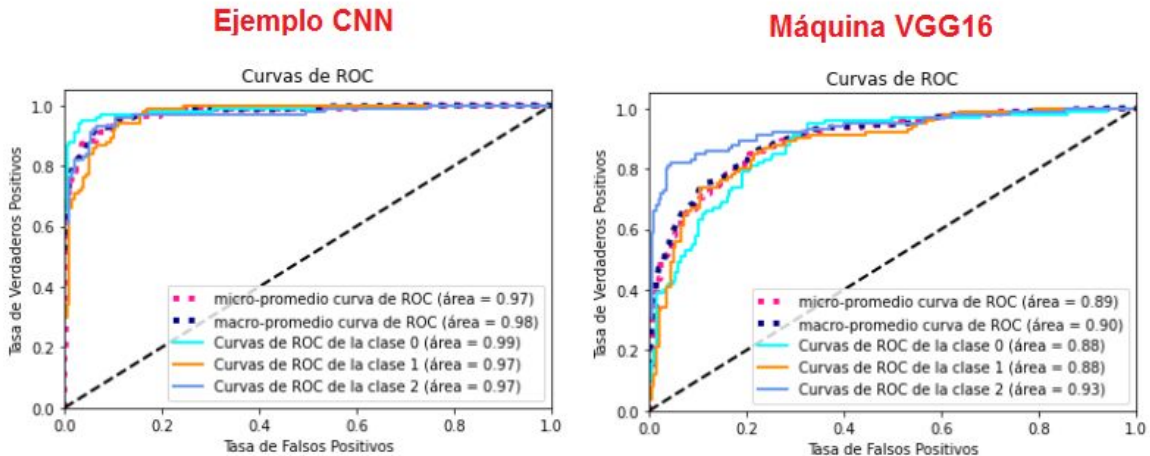 Ejemplo CNN
Curvas de ROC
Tasa de Verdaderos Positivos
1.0
0.8
0.6
0.4
0.2
0.0
micro-promedio curva de ROC (área = 0.97)
macro-promedio curva de ROC (área = 0.98)
Curvas de ROC de la clase 0 (área = 0.99)
Curvas de ROC de la clase 1 (área = 0.97)
Curvas de ROC de la clase 2 (área = 0.97)
0.0 0.2 0.4 0.6 0.8 1.0
Tasa de Falsos Positivos
Máquina VGG16
Curvas de ROC
Tasa de Verdaderos Positivos
1.0
0.8
0.6
0.4
0.2
0.0
micro-promedio curva de ROC (área = 0.89)
macro-promedio curva de ROC (área = 0.90)
Curvas de ROC de la clase 0 (área = 0.88)
Curvas de ROC de la clase 1 (área = 0.88)
Curvas de ROC de la clase 2 (área = 0.93)
0.0 0.2 0.4 0.6 0.8 1.0
Tasa de Falsos Positivos